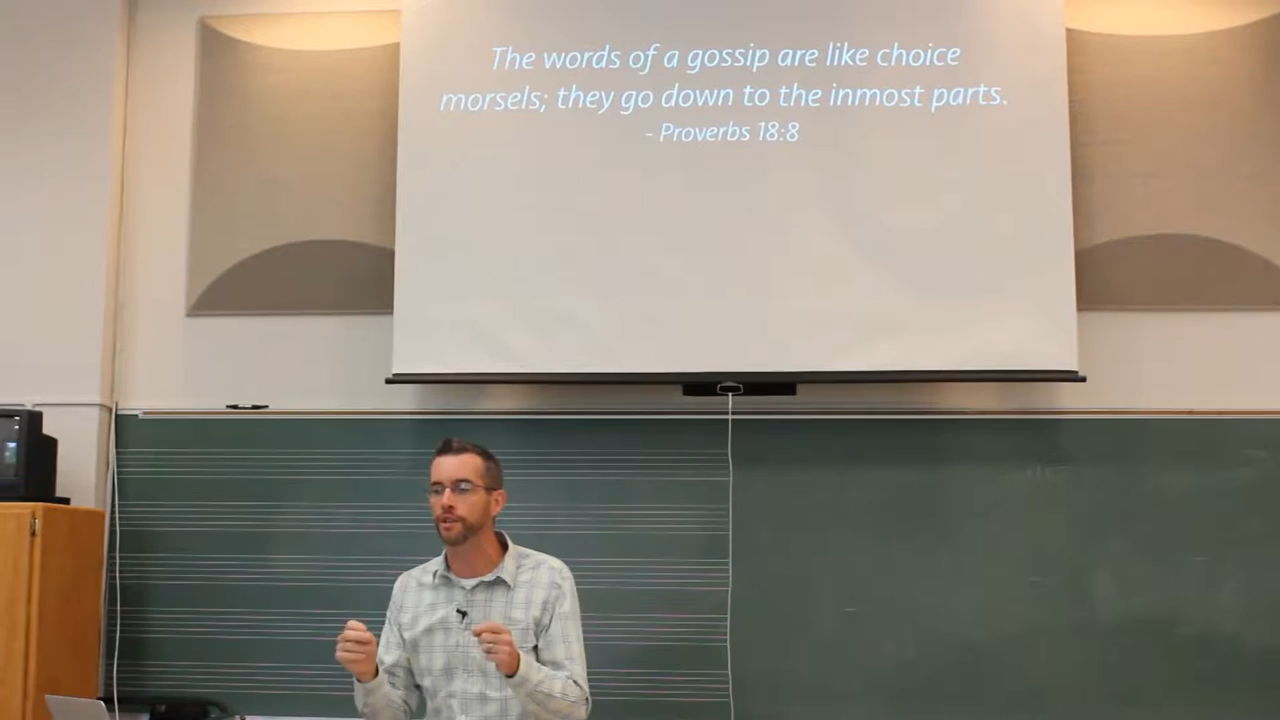 The words of a gossip are like choice
morsels; they go down to the inmost parts.
- Proverbs 18:8